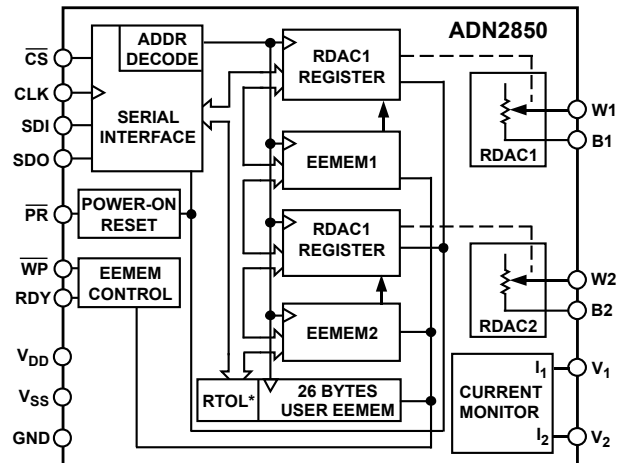 ADN2850
CS
CLK
SDI
SDO
PR
WP
RDY
VDD
VSS
GND
ADDR
DECODE
SERIAL
INTERFACE
POWER-ON
RESET
EEMEM
CONTROL
RDAC1
REGISTER
EEMEM1
RDAC1
REGISTER
EEMEM2
RTOL*
26 BYTES
USER EEMEM
RDAC1
RDAC2
CURRENT
MONITOR
I1
I2
W1
B1
W2
B2
V1
V2